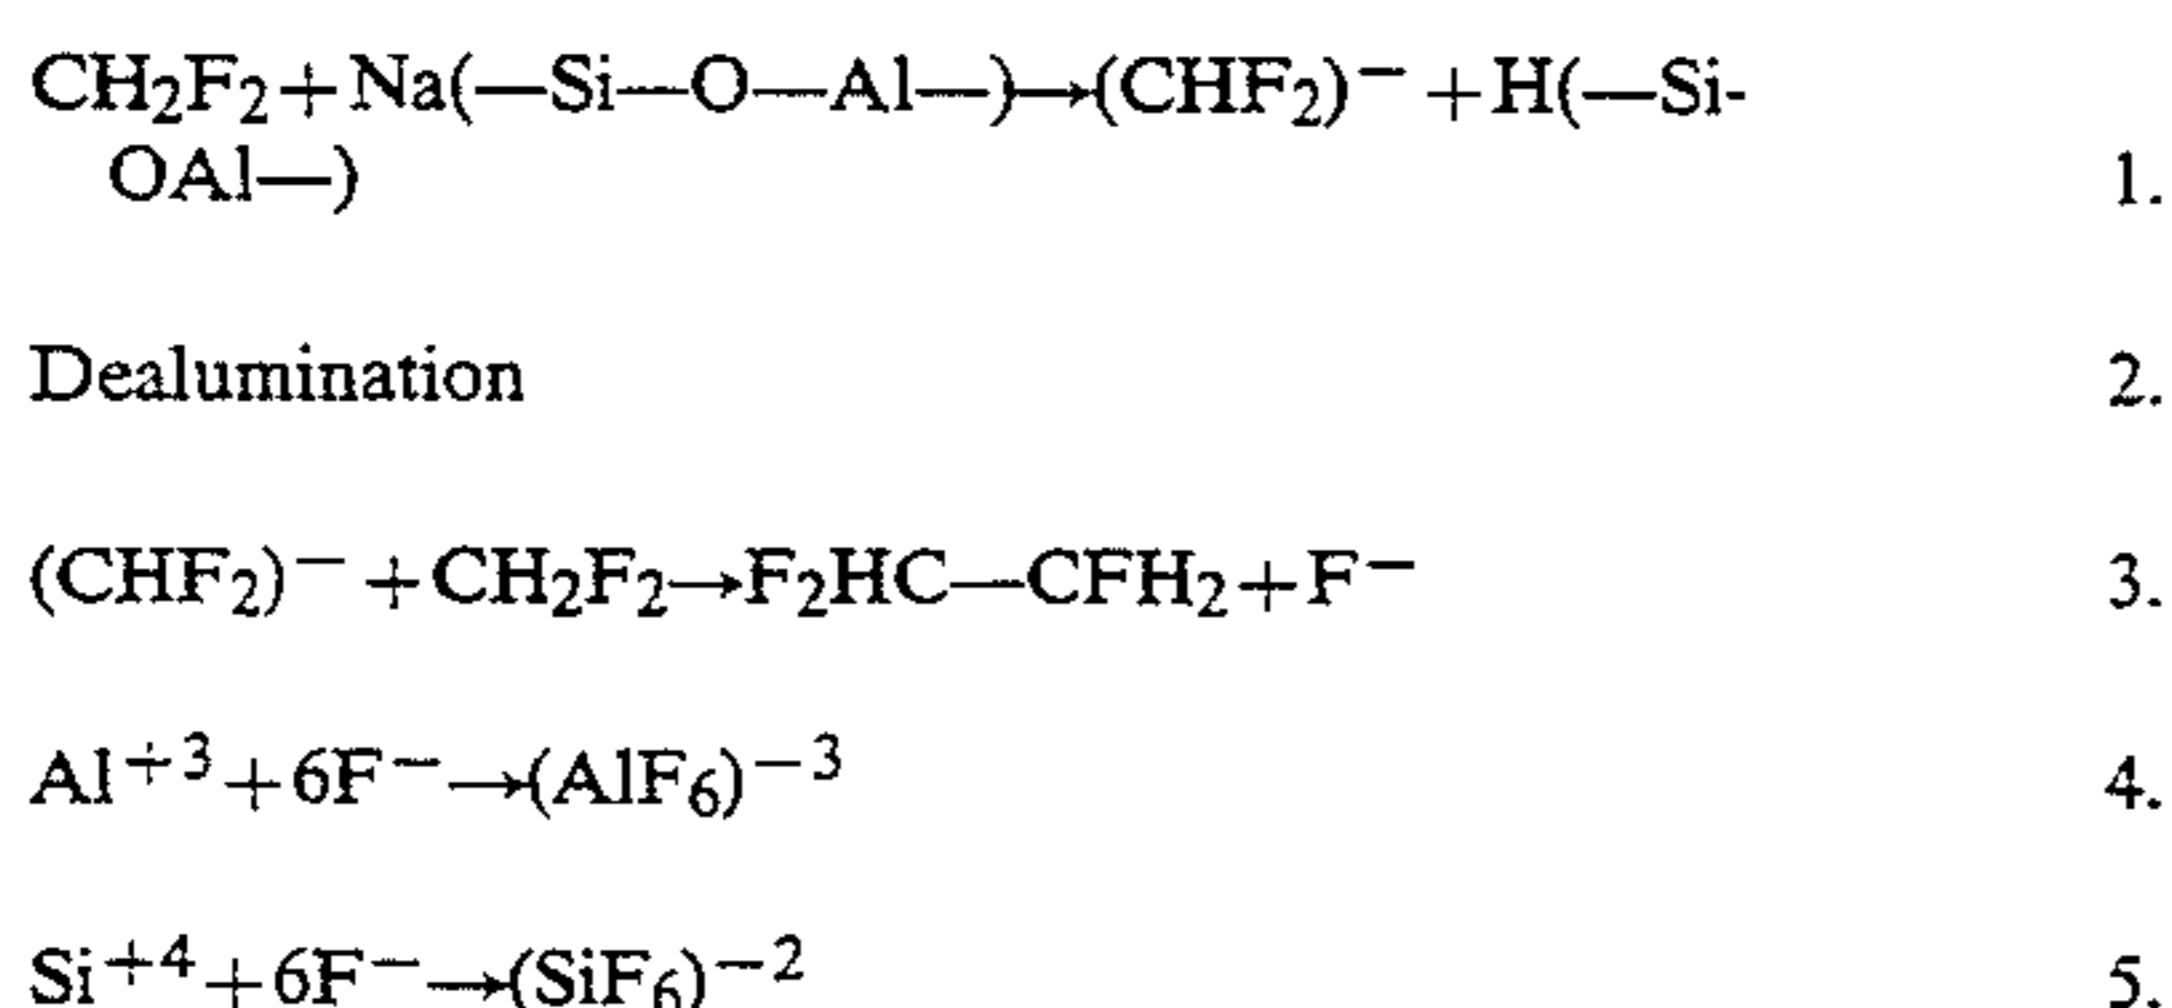 CH₂F₂+Na(—Si—O—Al—)→(CHF₂)⁻+H(—Si-
OAl—) 1.
Dealumination 2.
(CHF₂)⁻+CH₂F₂→F₂HC—CFH₂+F⁻ 3.
Al⁺³+6F⁻→(AlF₆)⁻³ 4.
Si⁺⁴+6F⁻→(SiF₆)⁻² 5.